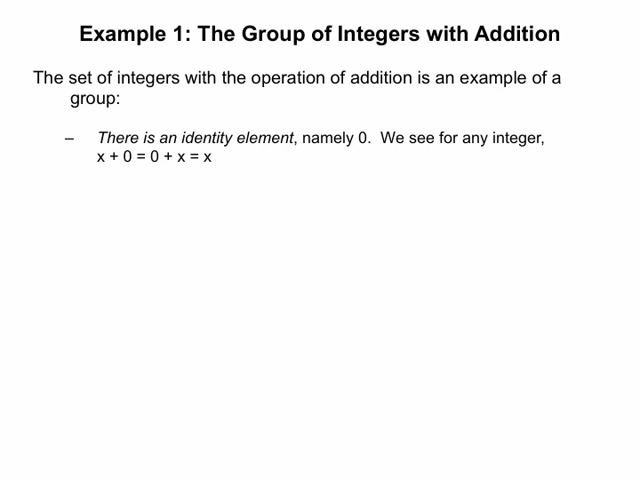 Example 1: The Group of Integers with Addition
The set of integers with the operation of addition is an example of a
group:
– There is an identity element, namely 0.  We see for any integer,
x + 0 = 0 + x = x